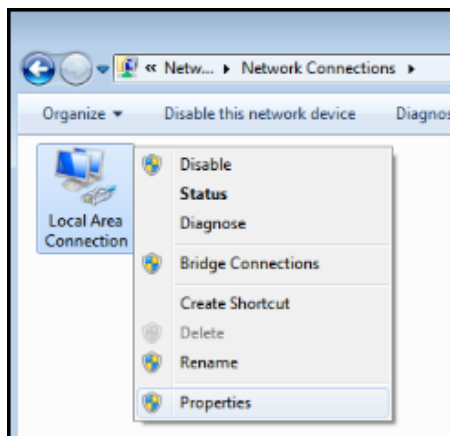 « Netw... ▸ Network Connections ▸
Organize ▾ Disable this network device Diagnos
Local Area
Connection
Disable
Status
Diagnose
Bridge Connections
Create Shortcut
Delete
Rename
Properties